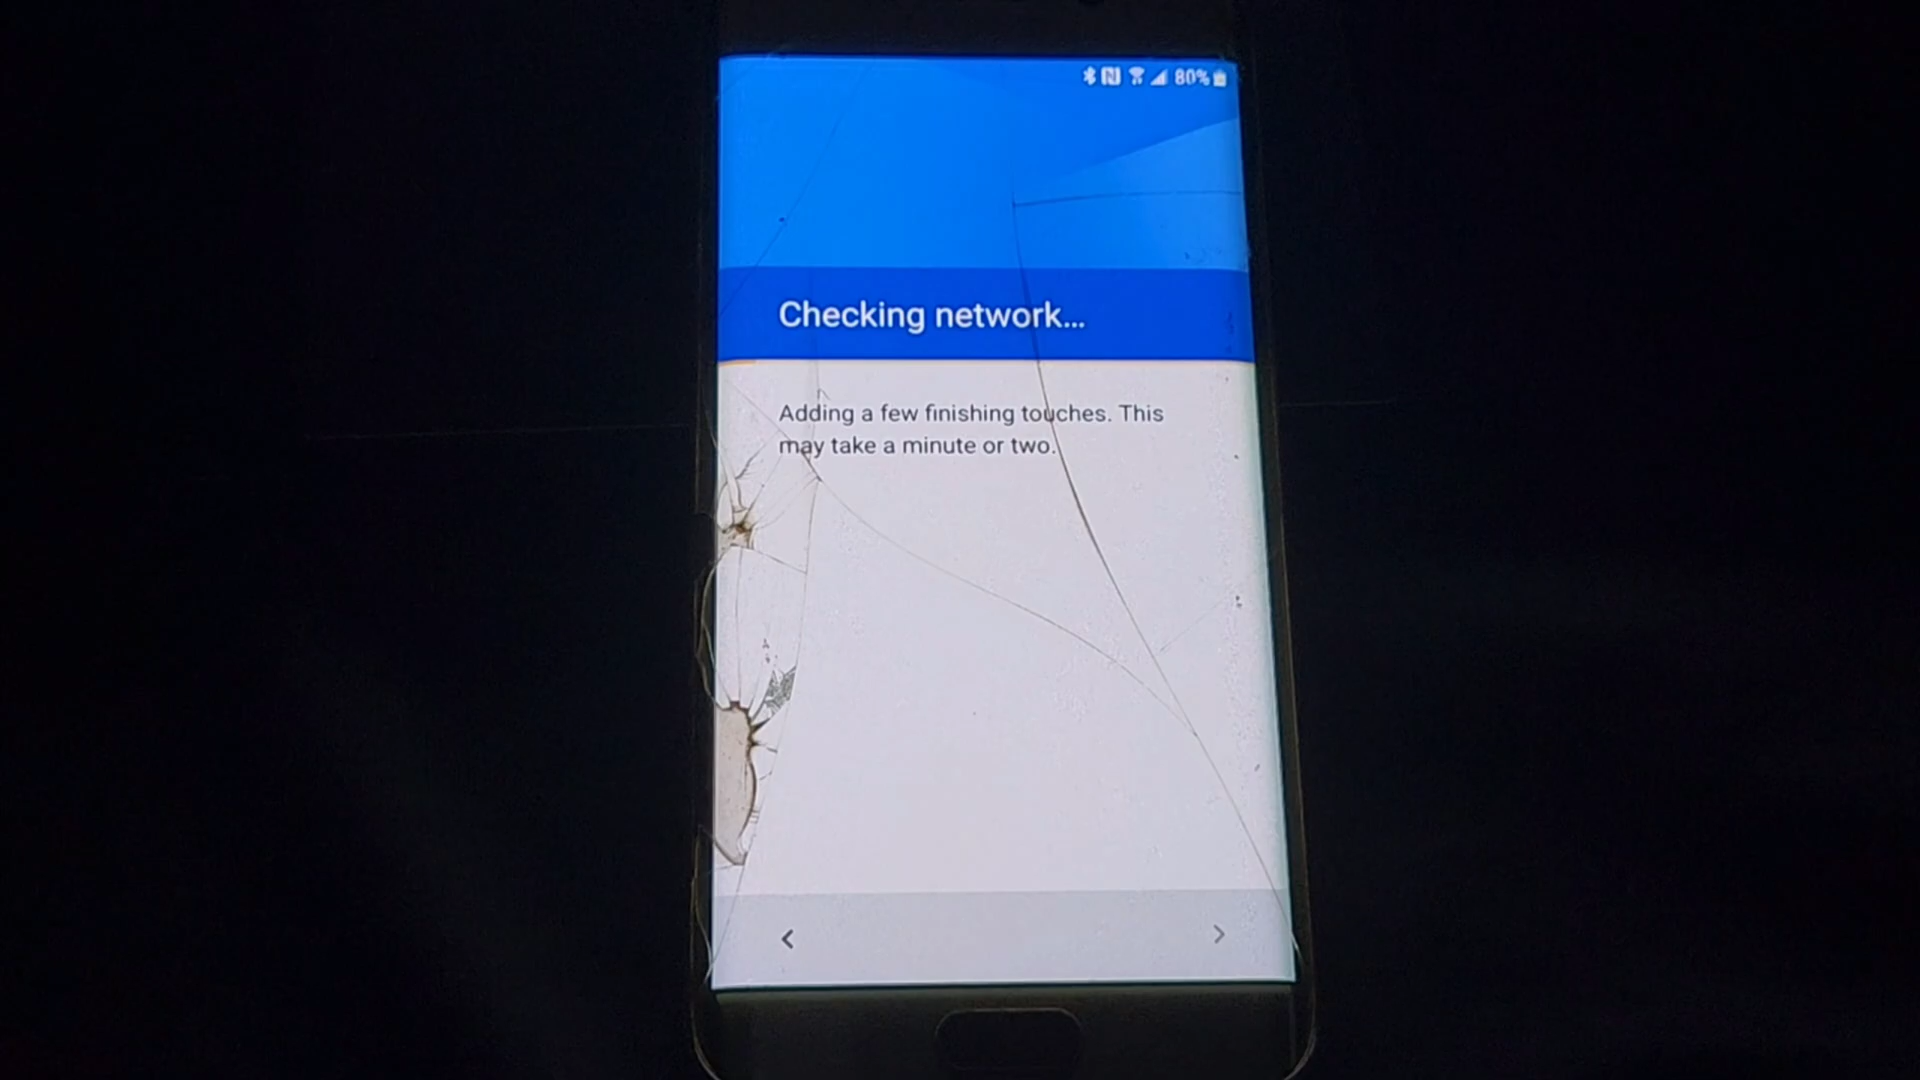 80%
Checking network...
Adding a few finishing touches. This
may take a minute or two.